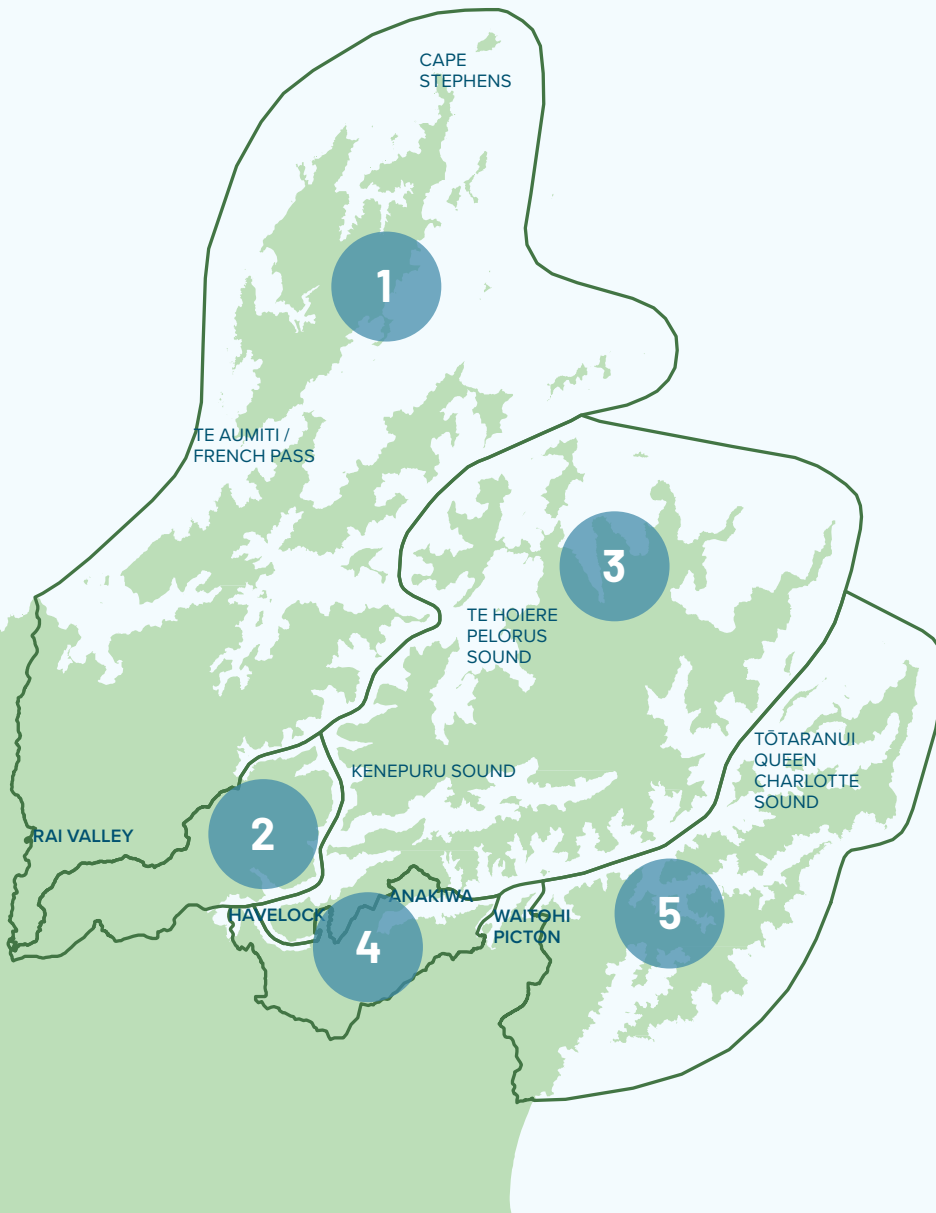 CAPE
STEPHENS
1
TE AUMITI /
FRENCH PASS
3
TE HOIERE
PELORUS
SOUND
TŌTARANUI
QUEEN
CHARLOTTE
SOUND
KENEPURU SOUND
2
RAI VALLEY
ANAKIWA
HAVELOCK
WAITOHI
PICTON
5
4